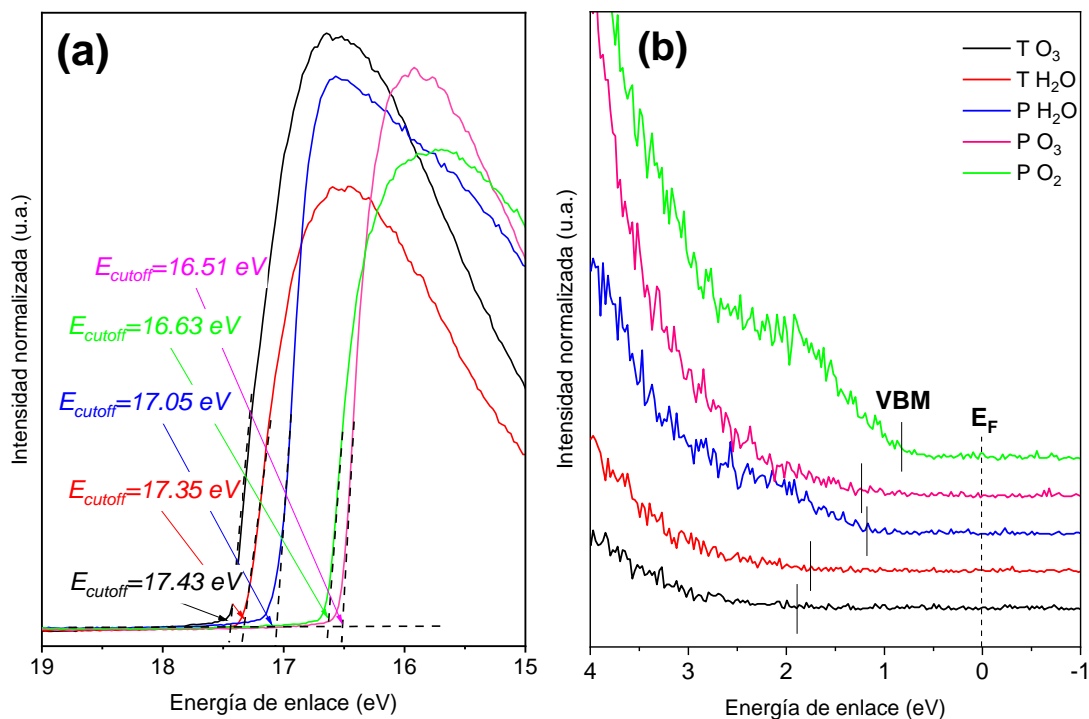 (a)
Intensidad normalizada (u.a.)
E_cutoff=16.51 eV
E_cutoff=16.63 eV
E_cutoff=17.05 eV
E_cutoff=17.35 eV
E_cutoff=17.43 eV
19 18 17 16 15
Energía de enlace (eV)
(b)
T O₃
T H₂O
P H₂O
P O₃
P O₂
Intensidad normalizada (u.a.)
VBM
E_F
4 3 2 1 0 -1
Energía de enlace (eV)